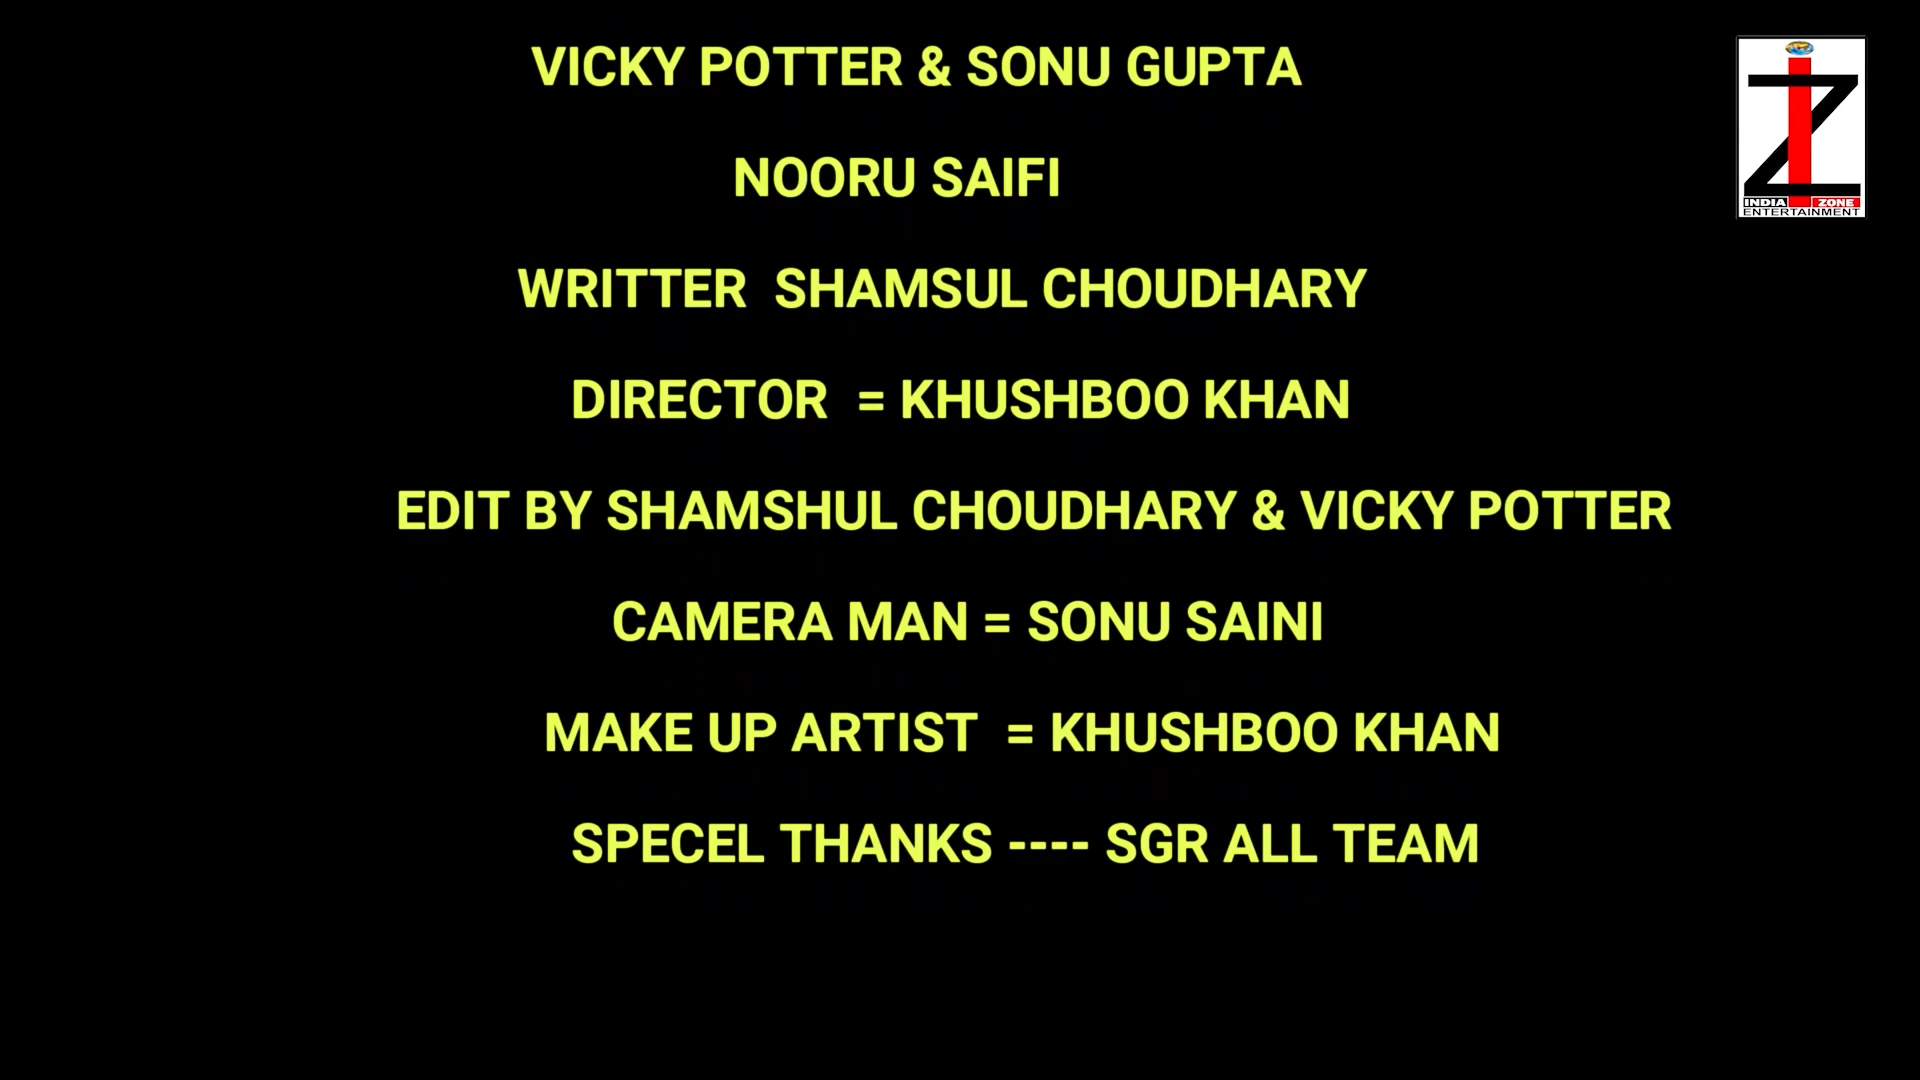 VICKY POTTER & SONU GUPTA
NOORU SAIFI
WRITTER  SHAMSUL CHOUDHARY
DIRECTOR  = KHUSHBOO KHAN
EDIT BY SHAMSHUL CHOUDHARY & VICKY POTTER
CAMERA MAN = SONU SAINI
MAKE UP ARTIST  = KHUSHBOO KHAN
SPECEL THANKS ---- SGR ALL TEAM
IZ
INDIA ZONE
ENTERTAINMENT